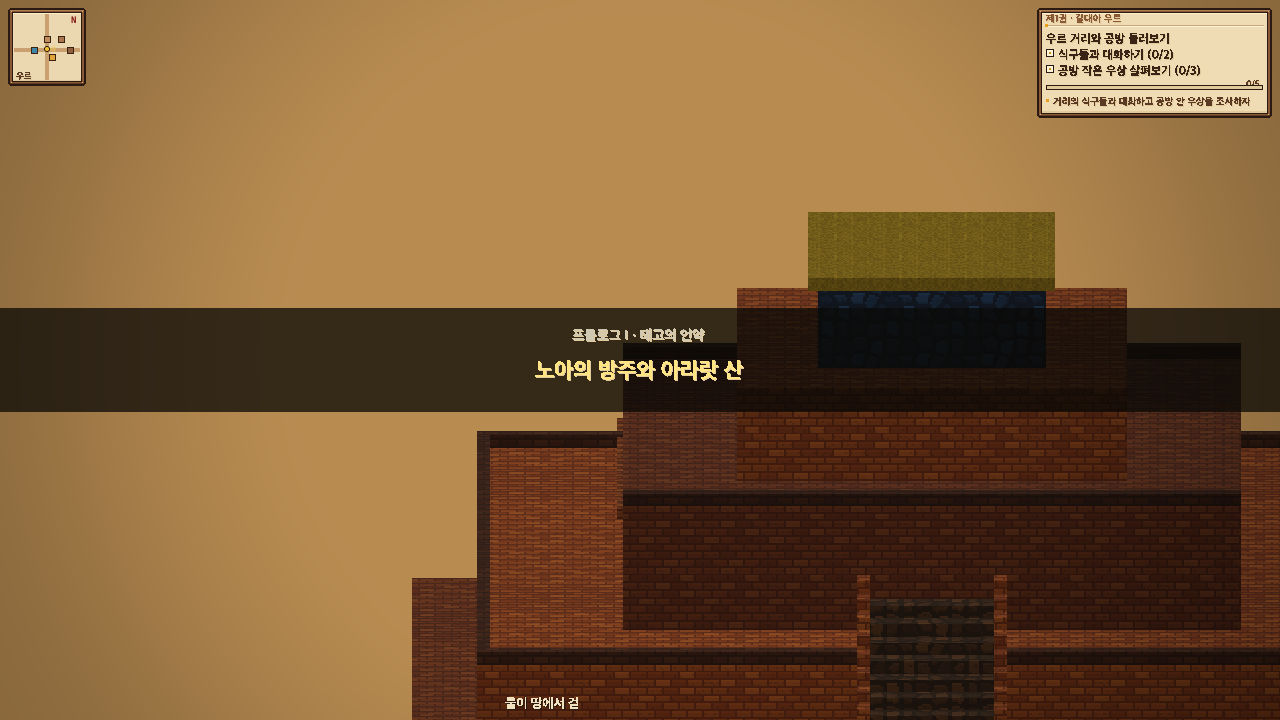 N
우르
제1권 · 갈대아 우르
우르 거리와 공방 둘러보기
식구들과 대화하기 (0/2)
공방 작은 우상 살펴보기 (0/3)
0/5
거리의 식구들과 대화하고 공방 안 우상을 조사하자
프롤로그 I · 태고의 언약
노아의 방주와 아라랏 산
물이 땅에서 걷